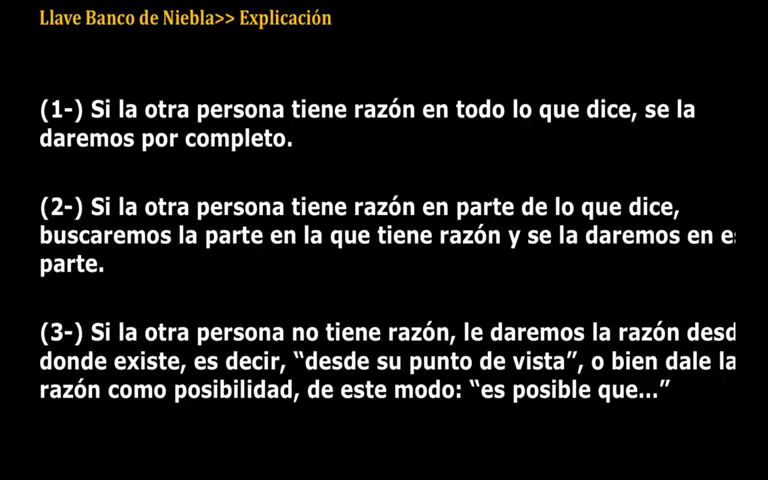 Llave Banco de Niebla>> Explicación
(1-) Si la otra persona tiene razón en todo lo que dice, se la
daremos por completo.
(2-) Si la otra persona tiene razón en parte de lo que dice,
buscaremos la parte en la que tiene razón y se la daremos en es
parte.
(3-) Si la otra persona no tiene razón, le daremos la razón desd
donde existe, es decir, “desde su punto de vista”, o bien dale la
razón como posibilidad, de este modo: “es posible que...”